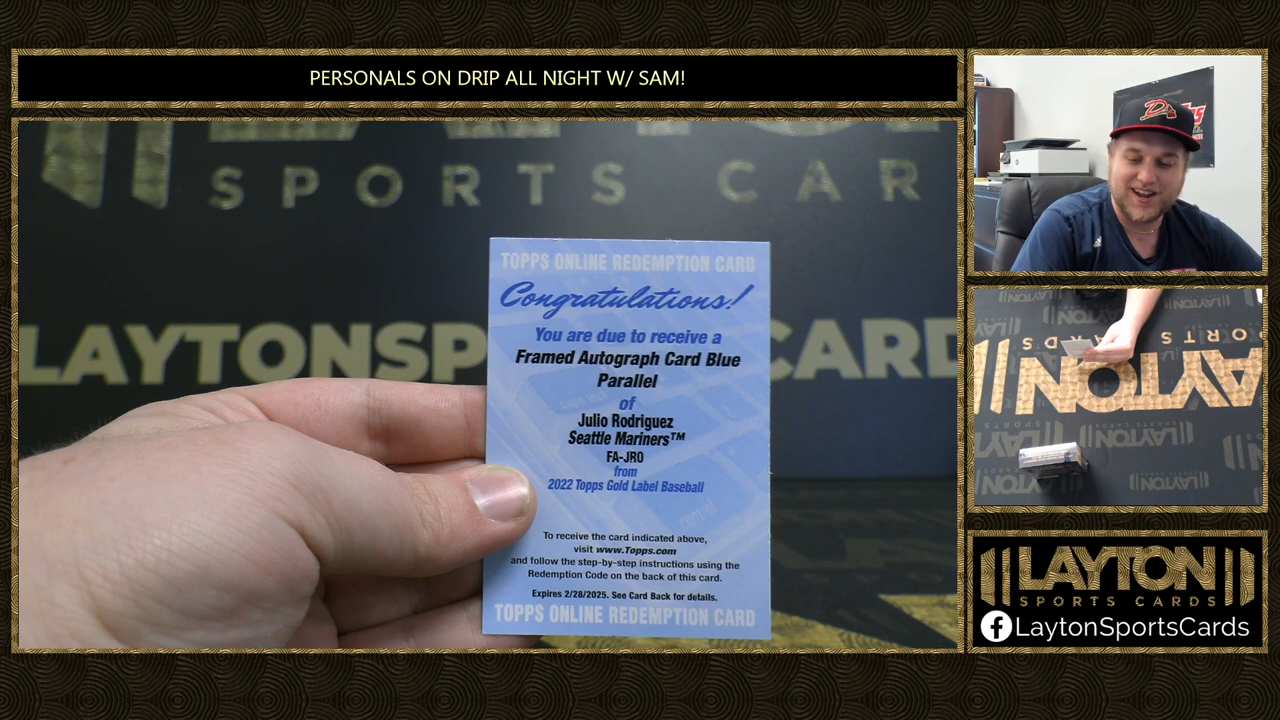 PERSONALS ON DRIP ALL NIGHT W/ SAM!
SPORTS CAR
LAYTONSP
CARD
TOPPS ONLINE REDEMPTION CARD
Congratulations!
You are due to receive a
Framed Autograph Card Blue
Parallel
of
Julio Rodriguez
Seattle Mariners™
FA-JRO
from
2022 Topps Gold Label Baseball
To receive the card indicated above,
visit www.Topps.com
and follow the step-by-step instructions using the
Redemption Code on the back of this card.
Expires 2/28/2025. See Card Back for details.
TOPPS ONLINE REDEMPTION CARD
LAYTON
SPORTS CARDS
LAYTON
SPORTS CARDS
LaytonSportsCards